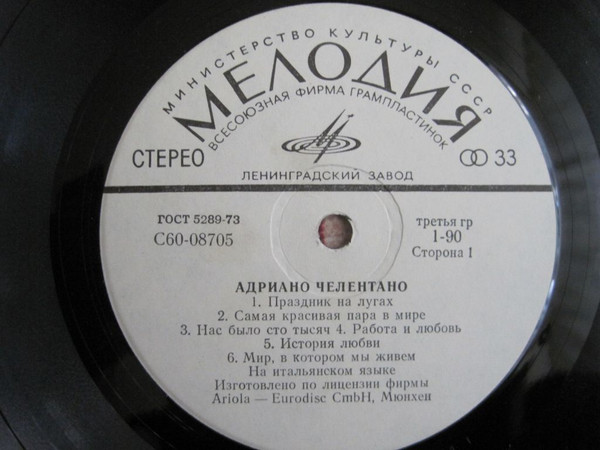 МИНИСТЕРСТВО КУЛЬТУРЫ СССР
МЕЛОДИЯ
ВСЕСОЮЗНАЯ ФИРМА ГРАМПЛАСТИНОК
СТЕРЕО
33
ЛЕНИНГРАДСКИЙ ЗАВОД
ГОСТ 5289-73
С60-08705
третья гр
1-90
Сторона 1
АДРИАНО ЧЕЛЕНТАНО
1. Праздник на лугах
2. Самая красивая пара в мире
3. Нас было сто тысяч 4. Работа и любовь
5. История любви
6. Мир, в котором мы живем
На итальянском языке
Изготовлено по лицензии фирмы
Ariola — Eurodisc CmbH, Мюнхен